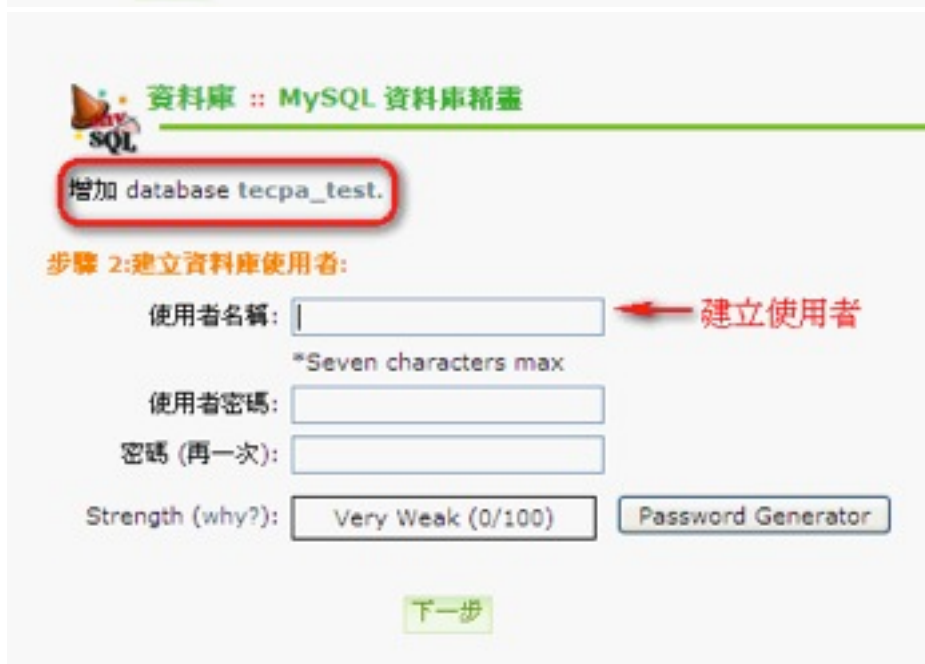 資料庫 :: MySQL 資料庫精靈
My
SQL
增加 database tecpa_test.
步驟 2:建立資料庫使用者:
使用者名稱:
建立使用者
*Seven characters max
使用者密碼:
密碼 (再一次):
Strength (why?): Very Weak (0/100) Password Generator
下一步